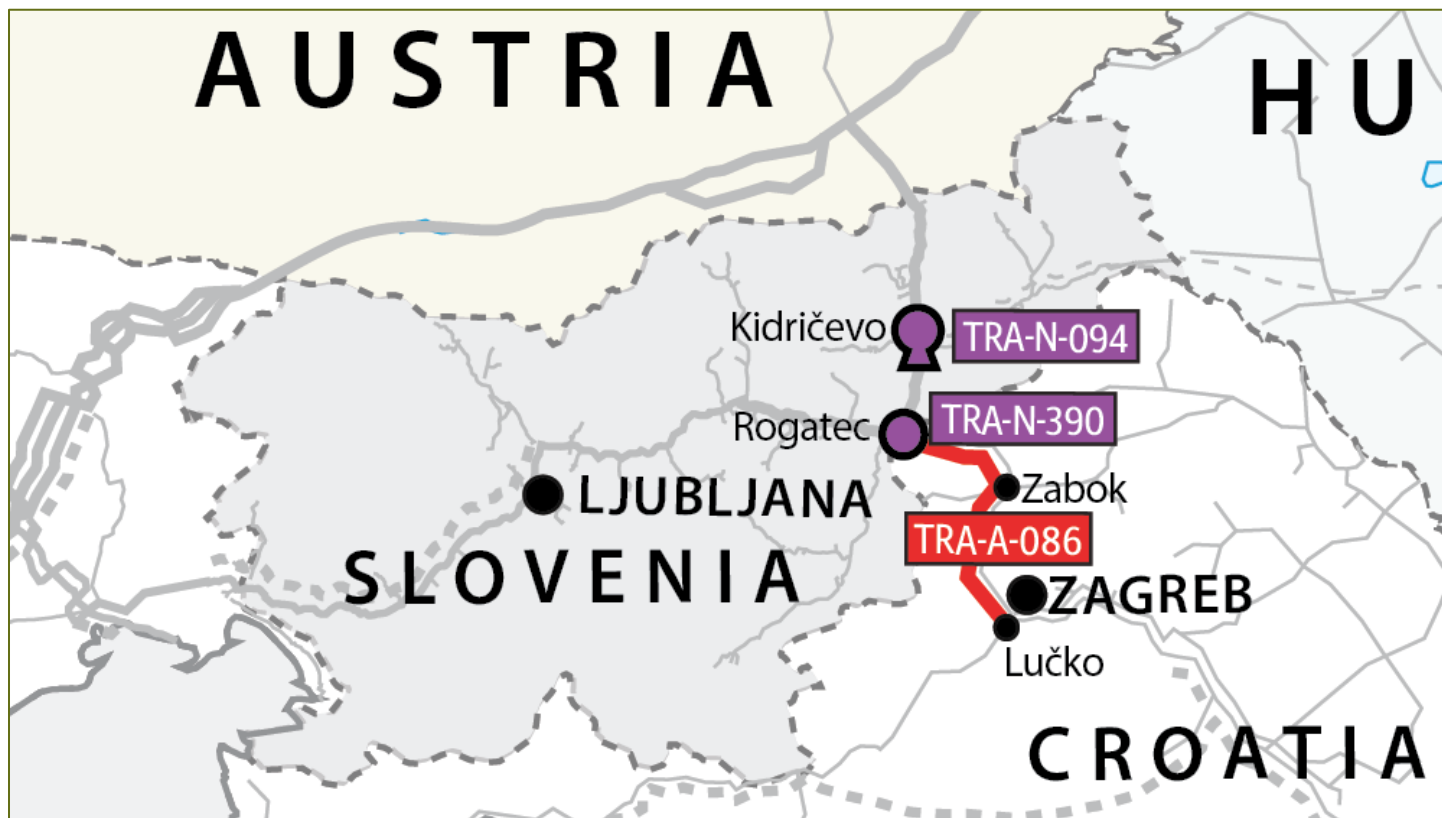 AUSTRIA
HU
Kidričevo
TRA-N-094
Rogatec
TRA-N-390
Zabok
LJUBLJANA
TRA-A-086
SLOVENIA
ZAGREB
Lučko
CROATIA